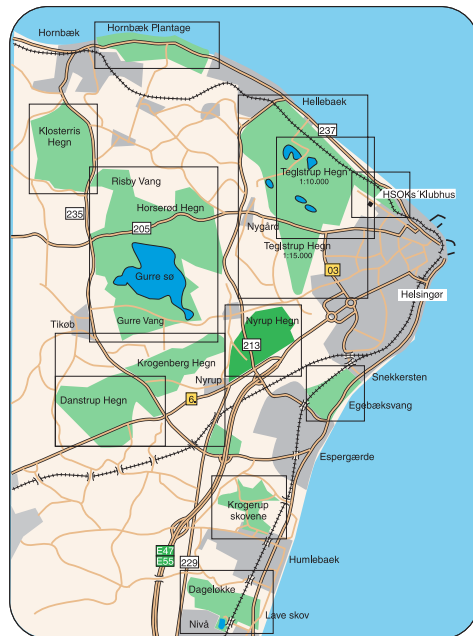 Hornbæk Plantage
Hornbæk
Hellebaek
237
Klosterris
Hegn
Teglstrup Hegn
1:10.000
Risby Vang
HSOKs Klubhus
Horserød Hegn
235
205
Nygård
Teglstrup Hegn
1:15.000
03
Gurre sø
Helsingør
Gurre Vang
Nyrup Hegn
Tikøb
213
Krogenberg Hegn
Snekkersten
Nyrup
Danstrup Hegn
6
Egebæksvang
Espergærde
Krogerup
skovene
E47
E55
229
Humlebaek
Dageløkke
Lave skov
Nivå